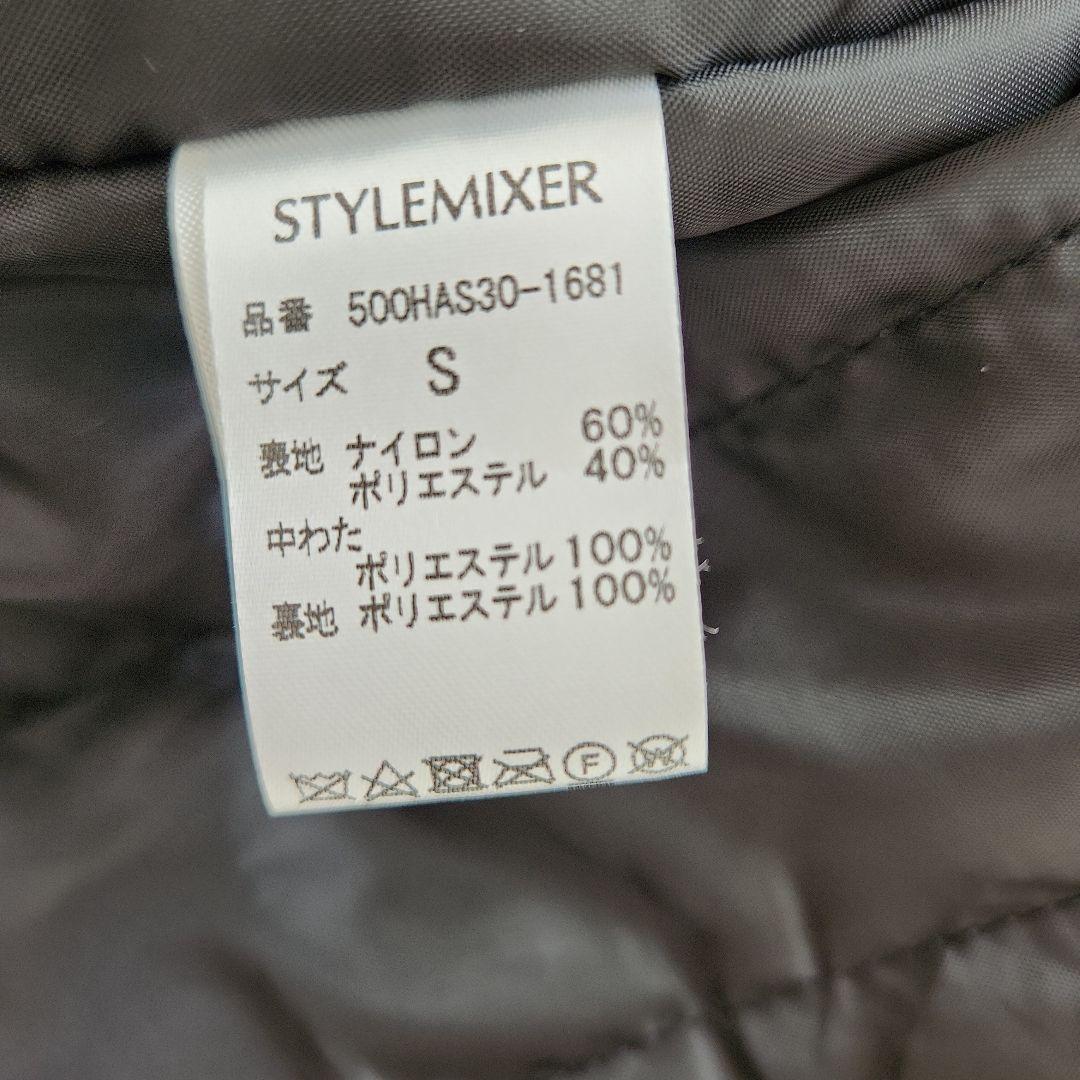 STYLEMIXER
品番 500HAS30-1681
サイズ S
表地 ナイロン 60%
ポリエステル 40%
中わた
ポリエステル 100%
裏地 ポリエステル 100%
F
W